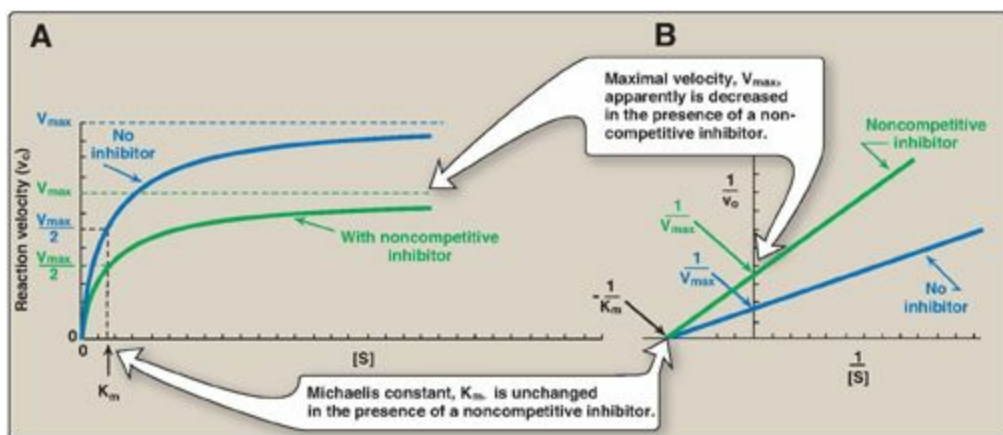 A
B
Maximal velocity, Vmax,
apparently is decreased
in the presence of a non-
competitive inhibitor.
Reaction velocity (vo)
Vmax
No
inhibitor
Vmax
Vmax
2
Vmax
2
With noncompetitive
inhibitor
0
0
[S]
Km
Noncompetitive
inhibitor
1
vo
1
Vmax
1
Vmax
- 1
Km
No
inhibitor
1
[S]
Michaelis constant, Km, is unchanged
in the presence of a noncompetitive inhibitor.